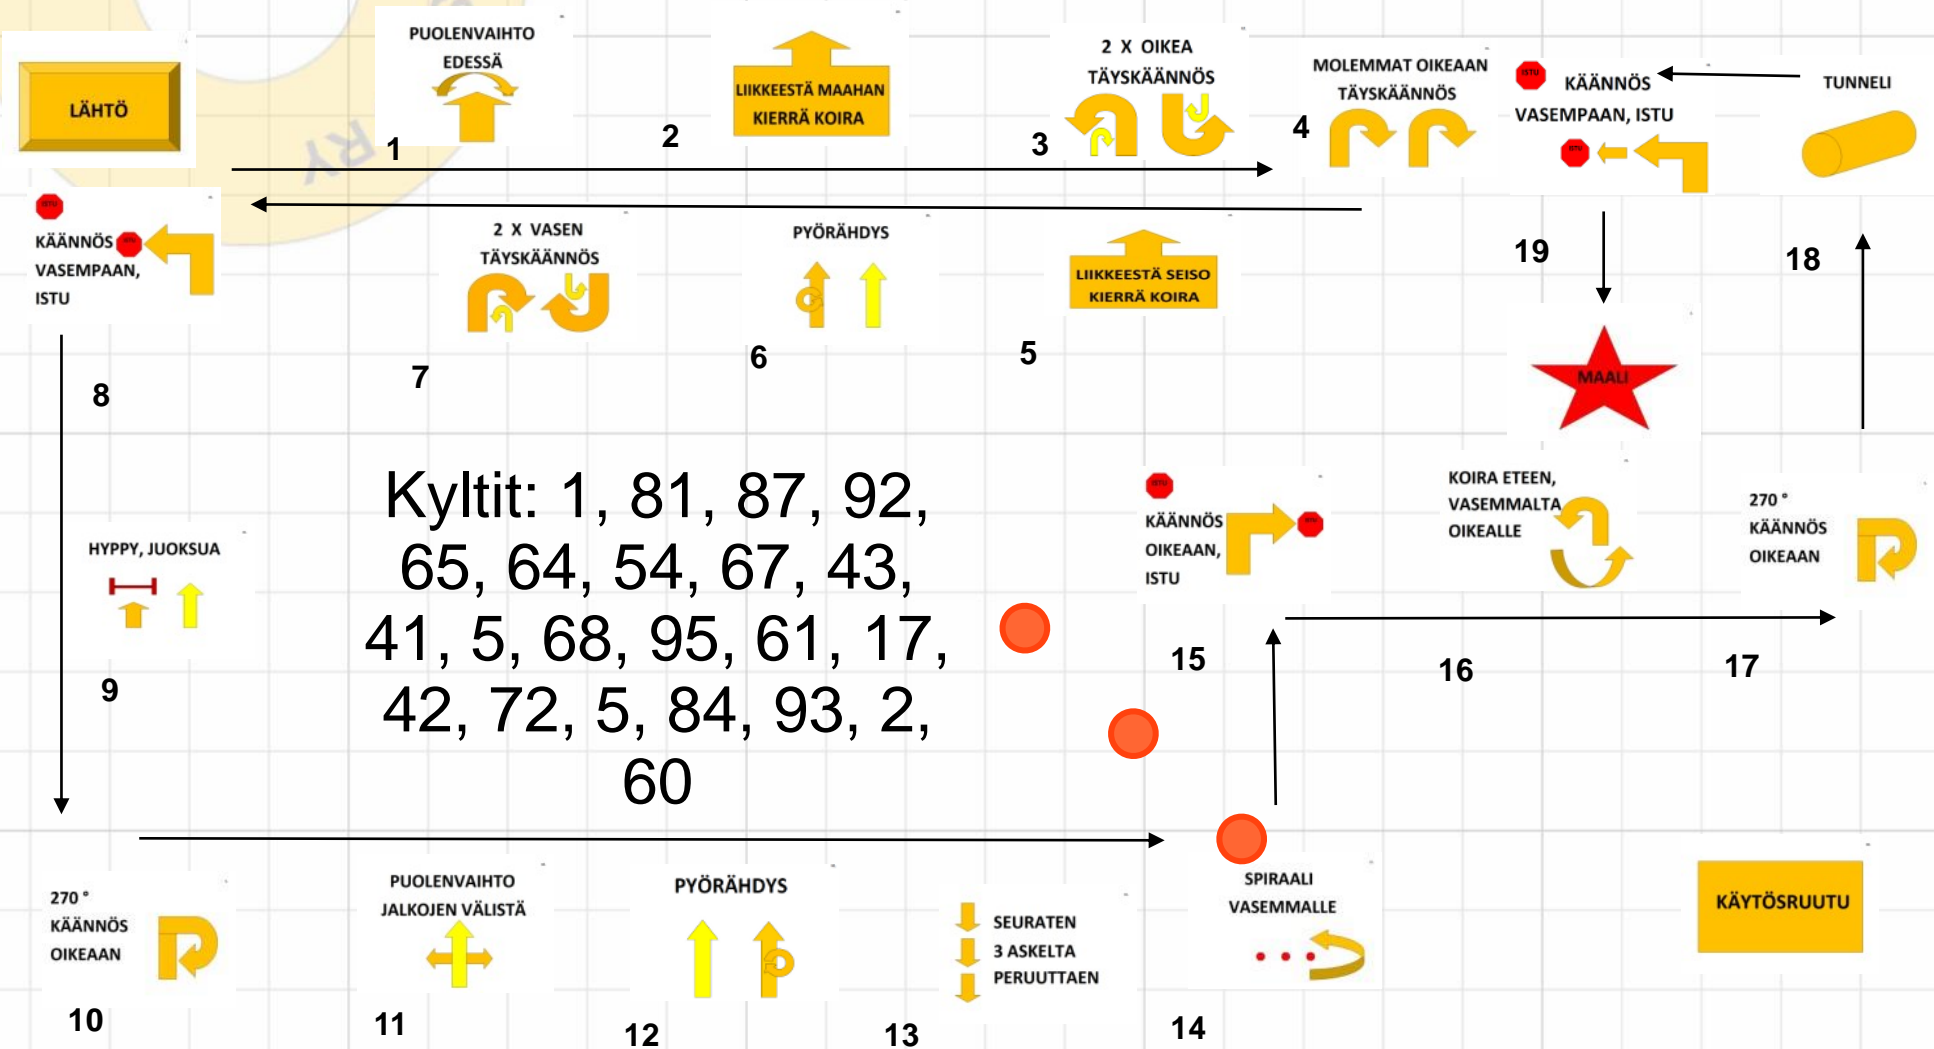 LÄHTÖ
RY
PUOLENVAIHTO
EDESSÄ
1
LIIKKEESTÄ MAAHAN
KIERRÄ KOIRA
2
2 X OIKEA
TÄYSKÄÄNNÖS
3
MOLEMMAT OIKEAAN
TÄYSKÄÄNNÖS
4
ISTU
KÄÄNNÖS
VASEMPAAN, ISTU
ISTU
19
TUNNELI
18
ISTU
KÄÄNNÖS
VASEMPAAN,
ISTU
8
2 X VASEN
TÄYSKÄÄNNÖS
7
PYÖRÄHDYS
6
LIIKKEESTÄ SEISO
KIERRÄ KOIRA
5
MAALI
HYPPY, JUOKSUA
9
Kyltit: 1, 81, 87, 92,
65, 64, 54, 67, 43,
41, 5, 68, 95, 61, 17,
42, 72, 5, 84, 93, 2,
60
ISTU
KÄÄNNÖS
OIKEAAN,
ISTU
15
KOIRA ETEEN,
VASEMMALTA
OIKEALLE
16
270 °
KÄÄNNÖS
OIKEAAN
17
270 °
KÄÄNNÖS
OIKEAAN
10
PUOLENVAIHTO
JALKOJEN VÄLISTÄ
11
PYÖRÄHDYS
12
SEURATEN
3 ASKELTA
PERUUTTAEN
13
SPIRAALI
VASEMMALLE
14
KÄYTÖSRUUTU